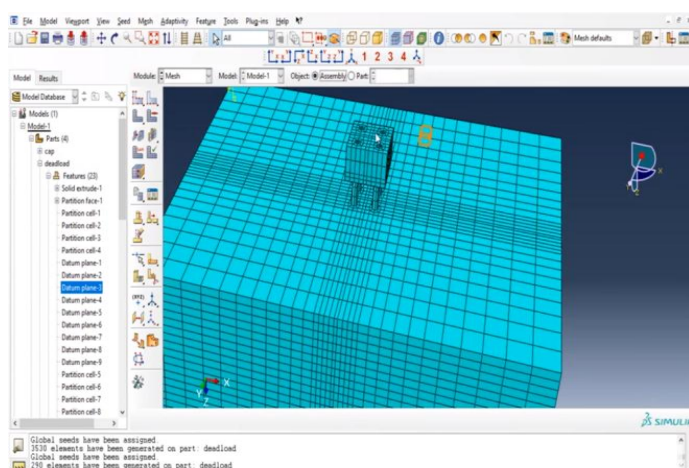 File Model Viewport View Seed Mesh Adaptivity Feature Tools Plug-ins Help
All
Mesh defaults
1 2 3 4
Model Results
Module: Mesh Model: Model-1 Object: Assembly Part:
Model Database
Models (1)
Model-1
Parts (4)
cap
deadload
Features (23)
Solid extrude-1
Partition face-1
Partition cell-1
Partition cell-2
Partition cell-3
Partition cell-4
Datum plane-1
Datum plane-2
Datum plane-3
Datum plane-4
Datum plane-5
Datum plane-6
Datum plane-7
Datum plane-8
Datum plane-9
Partition cell-5
Partition cell-6
Partition cell-7
Partition cell-8
X
Y
Z
SIMULIA
Global seeds have been assigned.
3530 elements have been generated on part: deadload
Global seeds have been assigned.
290 elements have been generated on part: deadload